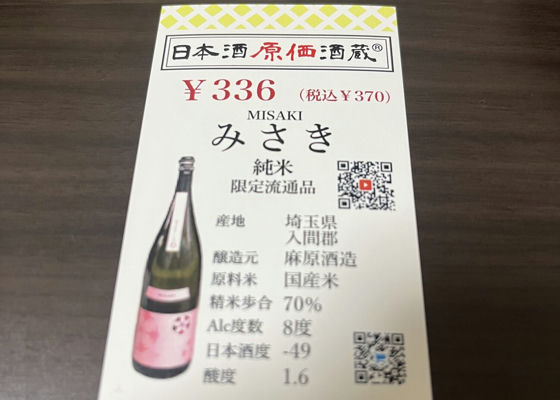 日本酒原価酒蔵®
￥336 （税込￥370）
MISAKI
みさき
純米
限定流通品
産地 埼玉県
入間郡
醸造元 麻原酒造
原料米 国産米
精米歩合 70%
Alc度数 8度
日本酒度 -49
酸度 1.6
MISAKI